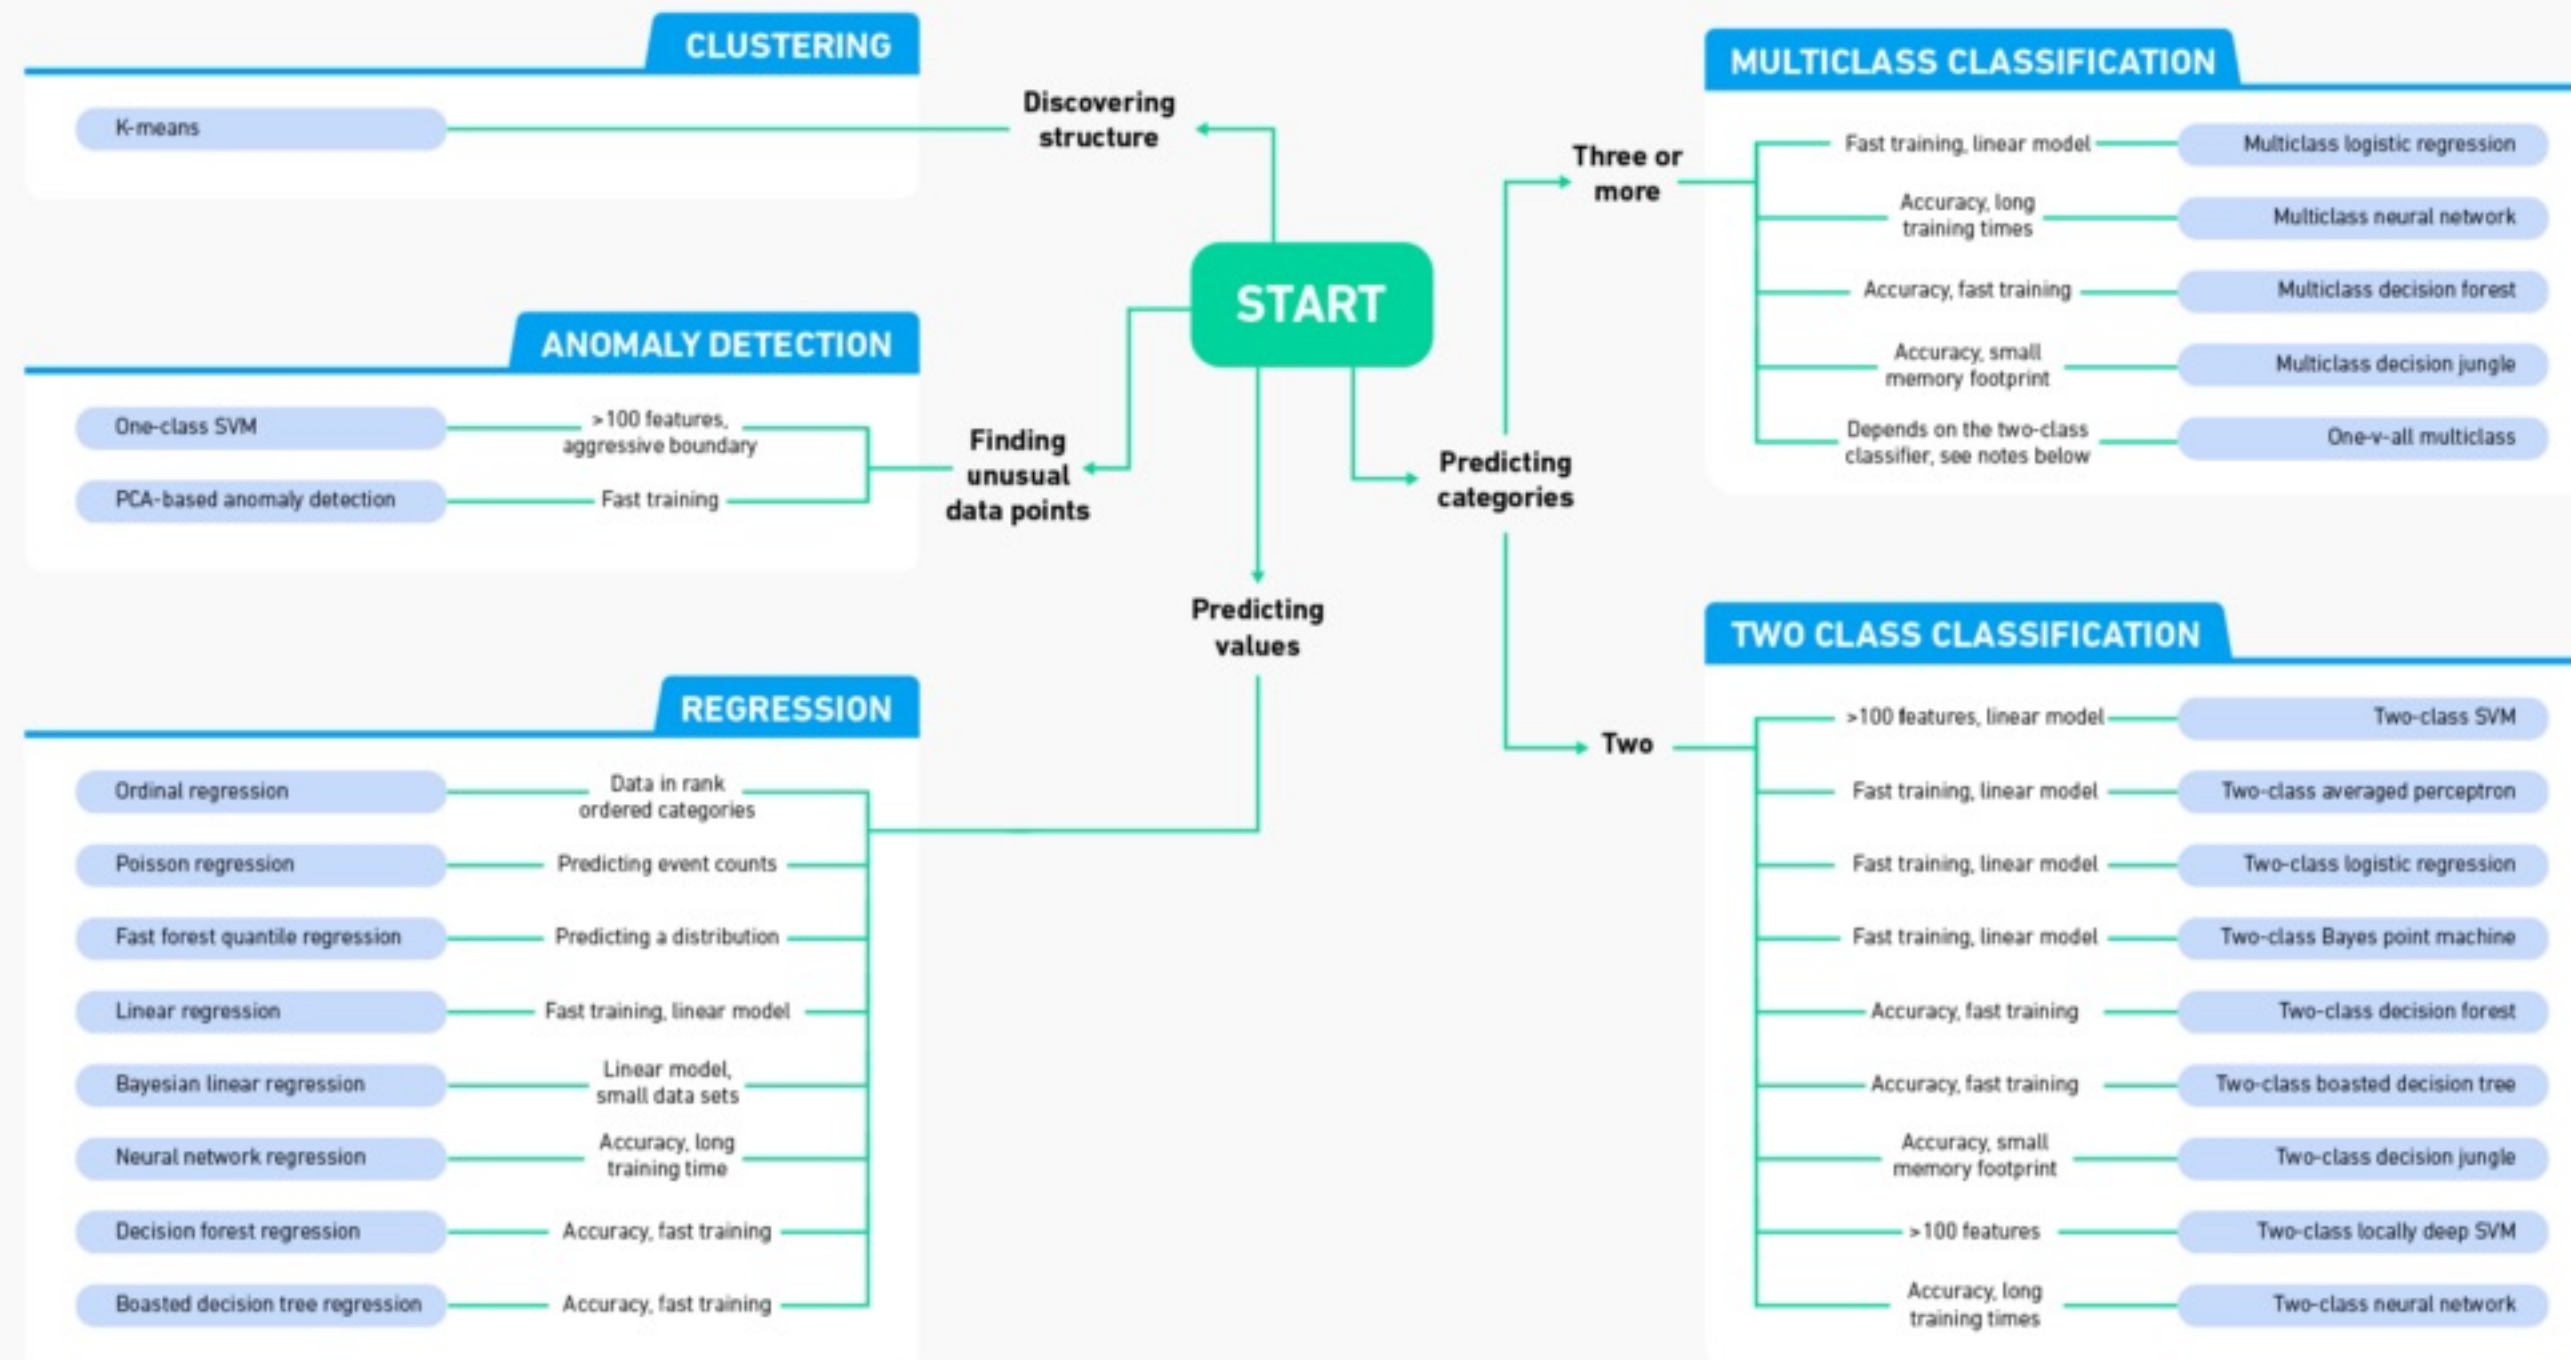 CLUSTERING
K-means
Discovering
structure
START
ANOMALY DETECTION
One-class SVM
>100 features,
aggressive boundary
PCA-based anomaly detection
Fast training
Finding
unusual
data points
Predicting
values
REGRESSION
Ordinal regression
Data in rank
ordered categories
Poisson regression
Predicting event counts
Fast forest quantile regression
Predicting a distribution
Linear regression
Fast training, linear model
Bayesian linear regression
Linear model,
small data sets
Neural network regression
Accuracy, long
training time
Decision forest regression
Accuracy, fast training
Boasted decision tree regression
Accuracy, fast training
Predicting
categories
Three or
more
MULTICLASS CLASSIFICATION
Fast training, linear model
Multiclass logistic regression
Accuracy, long
training times
Multiclass neural network
Accuracy, fast training
Multiclass decision forest
Accuracy, small
memory footprint
Multiclass decision jungle
Depends on the two-class
classifier, see notes below
One-v-all multiclass
Two
TWO CLASS CLASSIFICATION
>100 features, linear model
Two-class SVM
Fast training, linear model
Two-class averaged perceptron
Fast training, linear model
Two-class logistic regression
Fast training, linear model
Two-class Bayes point machine
Accuracy, fast training
Two-class decision forest
Accuracy, fast training
Two-class boasted decision tree
Accuracy, small
memory footprint
Two-class decision jungle
>100 features
Two-class locally deep SVM
Accuracy, long
training times
Two-class neural network